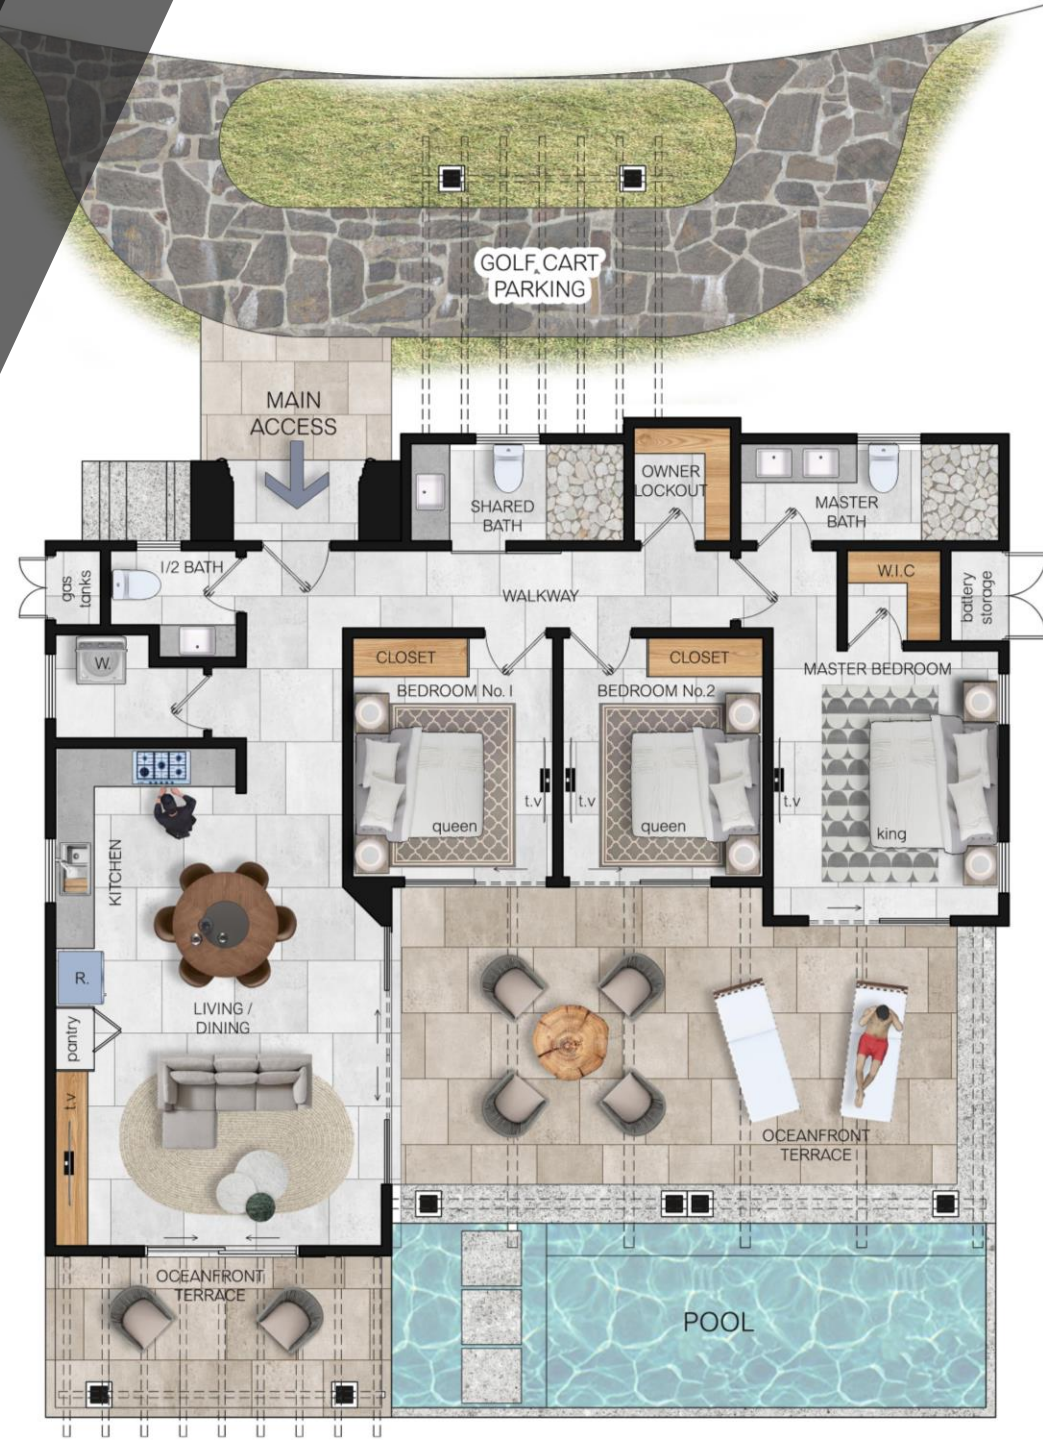 GOLF CART
PARKING
MAIN
ACCESS
OWNER
LOCKOUT
SHARED
BATH
MASTER
BATH
1/2 BATH
gas
tanks
WALKWAY
W.I.C
battery
storage
W.
CLOSET
CLOSET
MASTER BEDROOM
BEDROOM No. 1
BEDROOM No.2
t.v
t.v
t.v
queen
queen
king
KITCHEN
R.
LIVING /
DINING
pantry
t.v
OCEANFRONT
TERRACE
OCEANFRONT
TERRACE
POOL